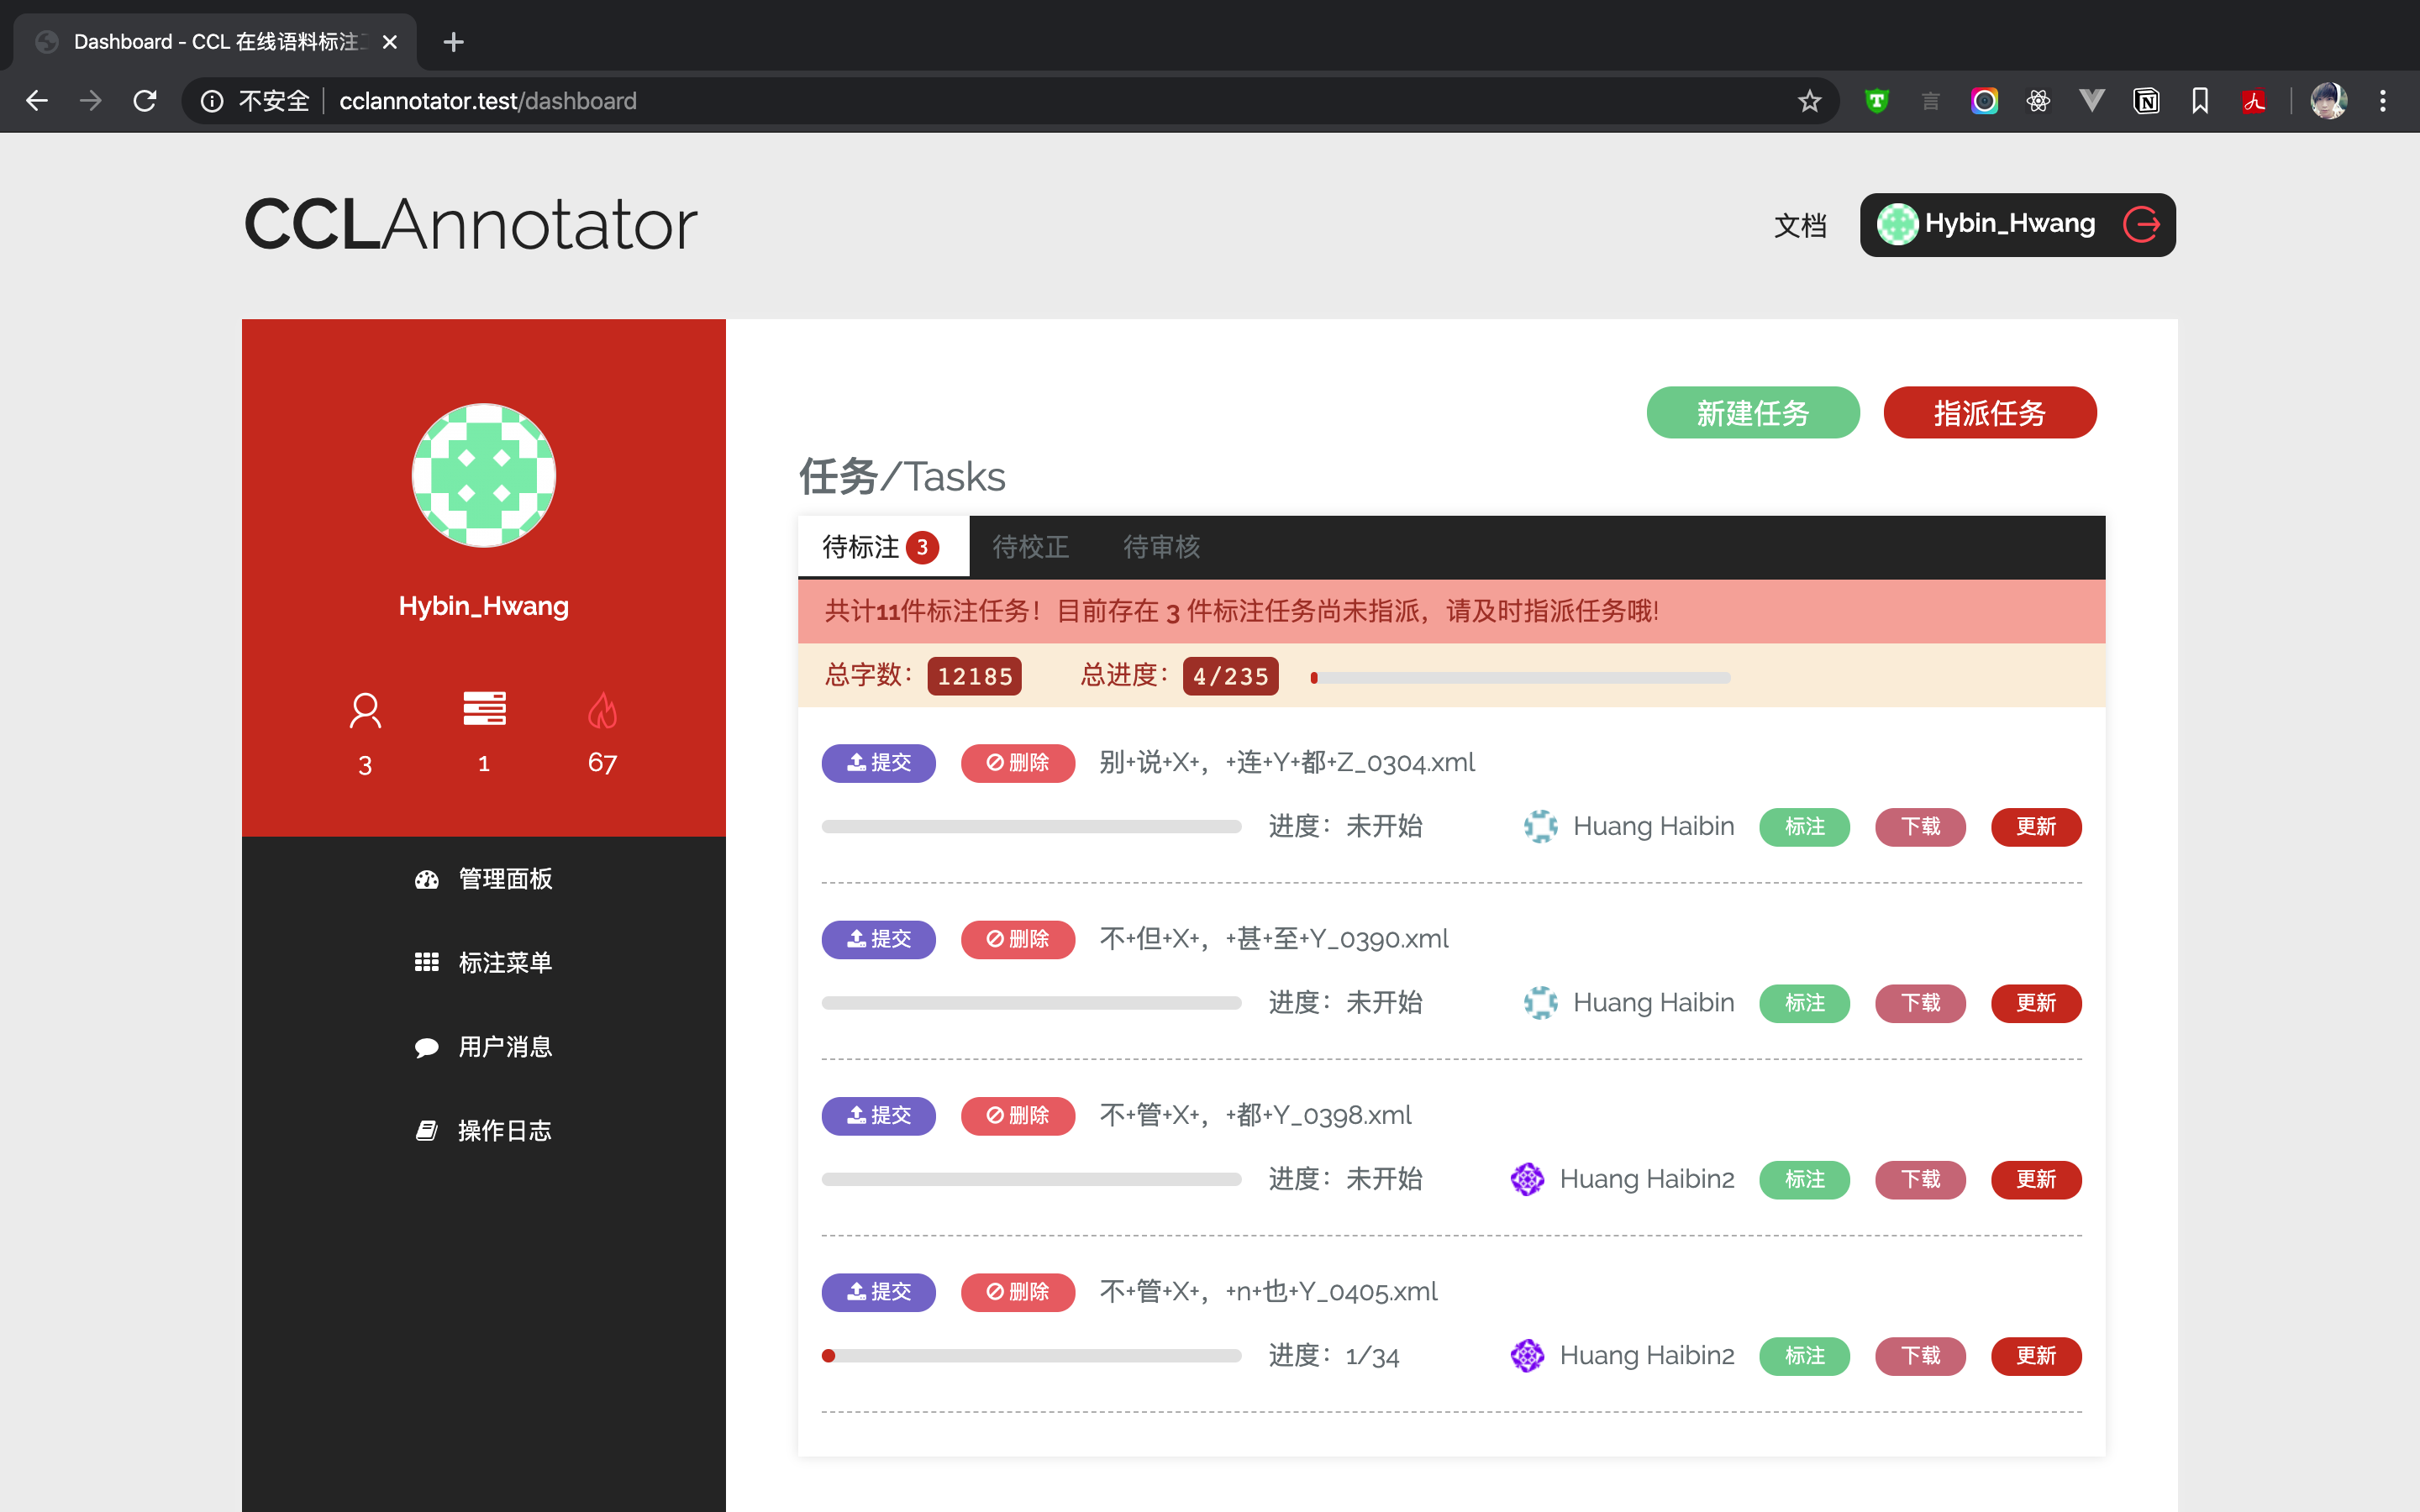 Dashboard - CCL 在线语料标注
不安全 cclannotator.test/dashboard
CCLAnnotator
文档 Hybin_Hwang
Hybin_Hwang
3 1 67
管理面板
标注菜单
用户消息
操作日志
新建任务 指派任务
任务/Tasks
待标注 3 待校正 待审核
共计11件标注任务！目前存在 3 件标注任务尚未指派，请及时指派任务哦!
总字数： 12185 总进度： 4/235
提交 删除 别+说+X+，+连+Y+都+Z_0304.xml
进度：未开始 Huang Haibin 标注 下载 更新
提交 删除 不+但+X+，+甚+至+Y_0390.xml
进度：未开始 Huang Haibin 标注 下载 更新
提交 删除 不+管+X+，+都+Y_0398.xml
进度：未开始 Huang Haibin2 标注 下载 更新
提交 删除 不+管+X+，+n+也+Y_0405.xml
进度：1/34 Huang Haibin2 标注 下载 更新